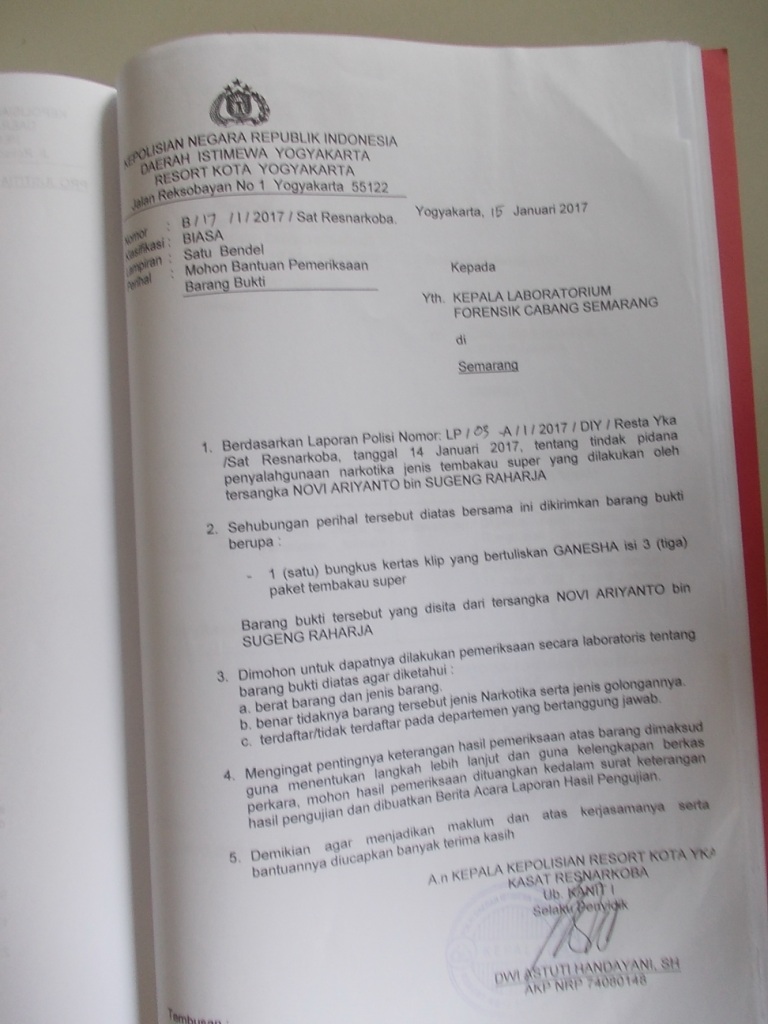 KEPOLISIAN NEGARA REPUBLIK INDONESIA
DAERAH ISTIMEWA YOGYAKARTA
RESORT KOTA YOGYAKARTA
Jalan Reksobayan No 1 Yogyakarta 55122
Yogyakarta, 15 Januari 2017
Nomor : B / 17 / I / 2017 / Sat Resnarkoba.
Klasifikasi : BIASA
Lampiran : Satu Bendel
Perihal : Mohon Bantuan Pemeriksaan
Barang Bukti
Kepada
Yth. KEPALA LABORATORIUM
FORENSIK CABANG SEMARANG
di
Semarang
1. Berdasarkan Laporan Polisi Nomor: LP / 05 -A / I / 2017 / DIY / Resta Yka
/Sat Resnarkoba, tanggal 14 Januari 2017, tentang tindak pidana
penyalahgunaan narkotika jenis tembakau super yang dilakukan oleh
tersangka NOVI ARIYANTO bin SUGENG RAHARJA
2. Sehubungan perihal tersebut diatas bersama ini dikirimkan barang bukti
berupa :
- 1 (satu) bungkus kertas klip yang bertuliskan GANESHA isi 3 (tiga)
paket tembakau super
Barang bukti tersebut yang disita dari tersangka NOVI ARIYANTO bin
SUGENG RAHARJA
3. Dimohon untuk dapatnya dilakukan pemeriksaan secara laboratoris tentang
barang bukti diatas agar diketahui :
a. berat barang dan jenis barang.
b. benar tidaknya barang tersebut jenis Narkotika serta jenis golongannya.
c. terdaftar/tidak terdaftar pada departemen yang bertanggung jawab.
4. Mengingat pentingnya keterangan hasil pemeriksaan atas barang dimaksud
guna menentukan langkah lebih lanjut dan guna kelengkapan berkas
perkara, mohon hasil pemeriksaan dituangkan kedalam surat keterangan
hasil pengujian dan dibuatkan Berita Acara Laporan Hasil Pengujian.
5. Demikian agar menjadikan maklum dan atas kerjasamanya serta
bantuannya diucapkan banyak terima kasih
A.n KEPALA KEPOLISIAN RESORT KOTA YKA
KASAT RESNARKOBA
Ub. KANIT I
Selaku Penyidik
DWI ASTUTI HANDAYANI, SH
AKP NRP 74080148
Tembusan :